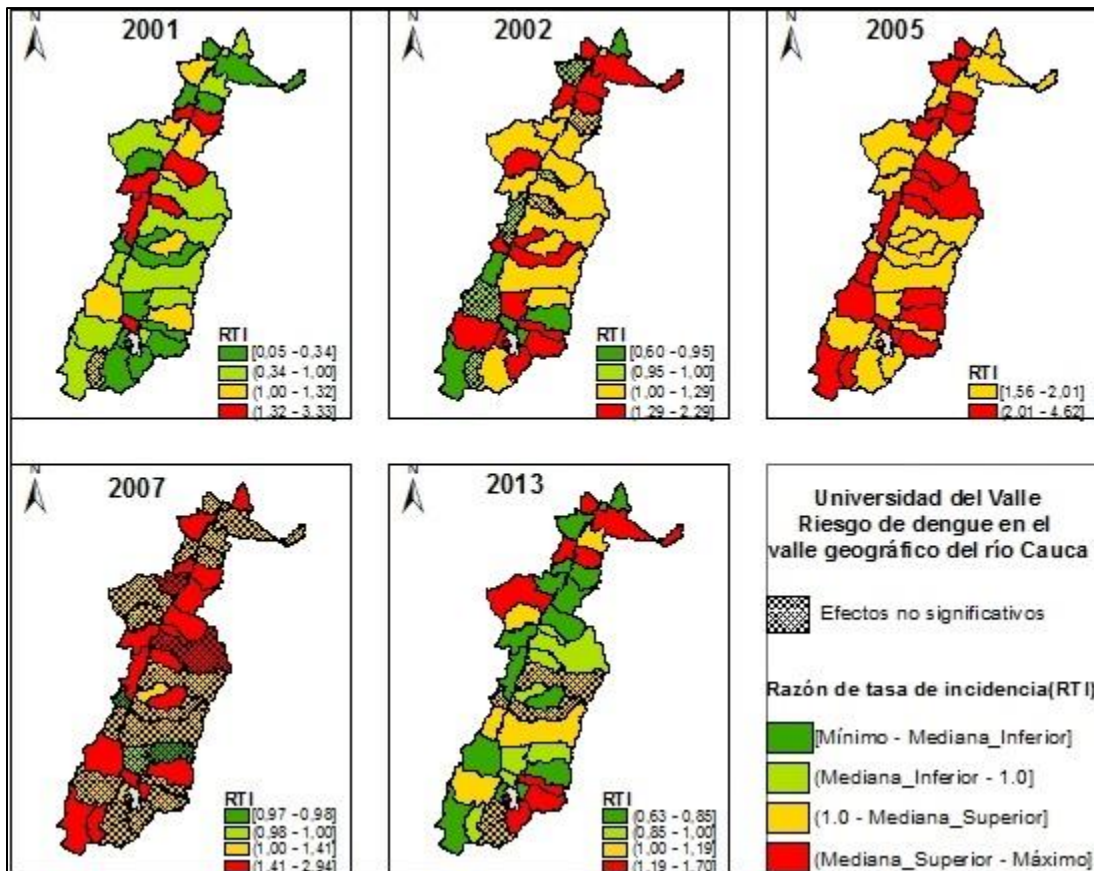 N
2001
RTI
[0,05 - 0,34]
(0,34 - 1,00]
(1,00 - 1,32]
(1,32 - 3,33]
N
2002
RTI
[0,60 - 0,95]
(0,95 - 1,00]
(1,00 - 1,29]
(1,29 - 2,29]
N
2005
RTI
[1,56 - 2,01]
(2,01 - 4,62]
N
2007
RTI
[0,97 - 0,98]
(0,98 - 1,00]
(1,00 - 1,41]
(1,41 - 2,94]
N
2013
RTI
(0,63 - 0,85]
(0,85 - 1,00]
(1,00 - 1,19]
(1,19 - 1,70]
Universidad del Valle
Riesgo de dengue en el
valle geográfico del río Cauca
Efectos no significativos
Razón de tasa de incidencia(RTI)
[Mínimo - Mediana_Inferior]
(Mediana_Inferior - 1.0]
(1.0 - Mediana_Superior]
(Mediana_Superior - Máximo]